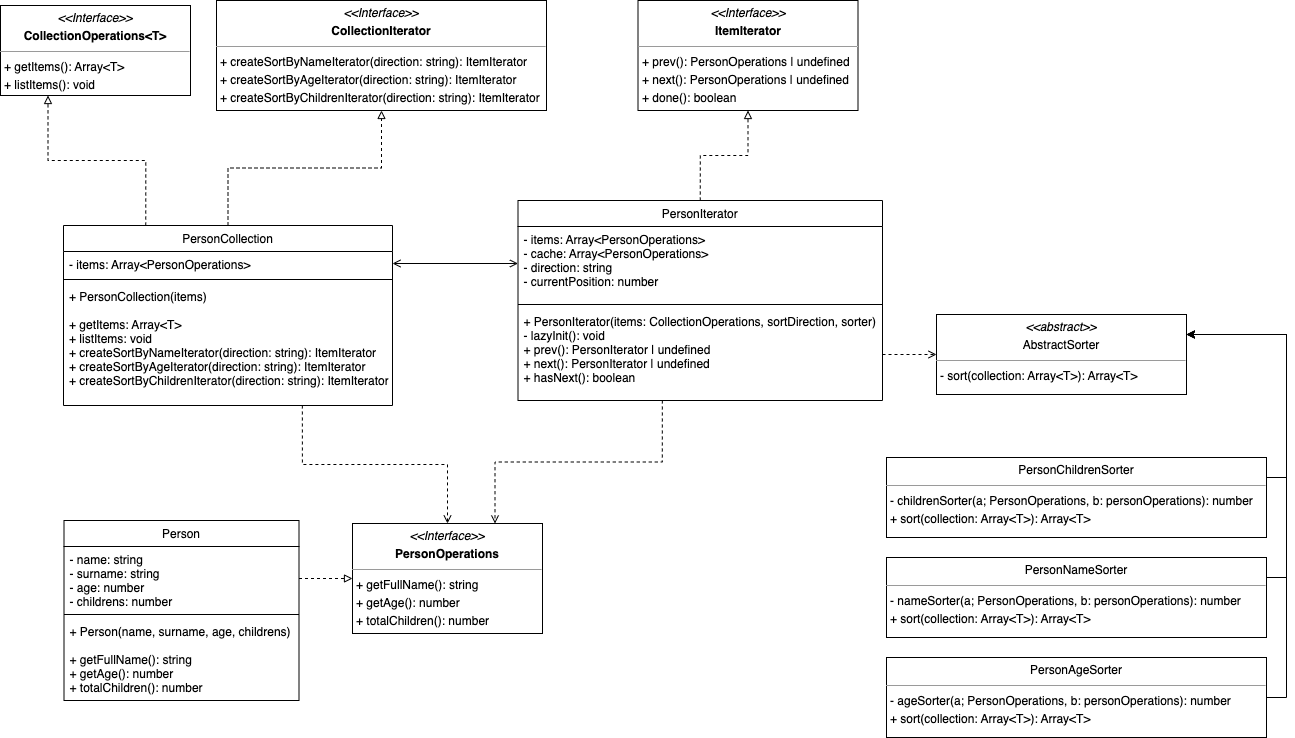 <<Interface>>
CollectionOperations<T>
+ getItems(): Array<T>
+ listItems(): void
<<Interface>>
CollectionIterator
+ createSortByNameIterator(direction: string): ItemIterator
+ createSortByAgeIterator(direction: string): ItemIterator
+ createSortByChildrenIterator(direction: string): ItemIterator
<<Interface>>
ItemIterator
+ prev(): PersonOperations | undefined
+ next(): PersonOperations | undefined
+ done(): boolean
PersonCollection
- items: Array<PersonOperations>
+ PersonCollection(items)
+ getItems: Array<T>
+ listItems: void
+ createSortByNameIterator(direction: string): ItemIterator
+ createSortByAgeIterator(direction: string): ItemIterator
+ createSortByChildrenIterator(direction: string): ItemIterator
PersonIterator
- items: Array<PersonOperations>
- cache: Array<PersonOperations>
- direction: string
- currentPosition: number
+ PersonIterator(items: CollectionOperations, sortDirection, sorter)
- lazyInit(): void
+ prev(): PersonIterator | undefined
+ next(): PersonIterator | undefined
+ hasNext(): boolean
<<abstract>>
AbstractSorter
- sort(collection: Array<T>): Array<T>
PersonChildrenSorter
- childrenSorter(a; PersonOperations, b: personOperations): number
+ sort(collection: Array<T>): Array<T>
PersonNameSorter
- nameSorter(a; PersonOperations, b: personOperations): number
+ sort(collection: Array<T>): Array<T>
PersonAgeSorter
- ageSorter(a; PersonOperations, b: personOperations): number
+ sort(collection: Array<T>): Array<T>
Person
- name: string
- surname: string
- age: number
- childrens: number
+ Person(name, surname, age, childrens)
+ getFullName(): string
+ getAge(): number
+ totalChildren(): number
<<Interface>>
PersonOperations
+ getFullName(): string
+ getAge(): number
+ totalChildren(): number